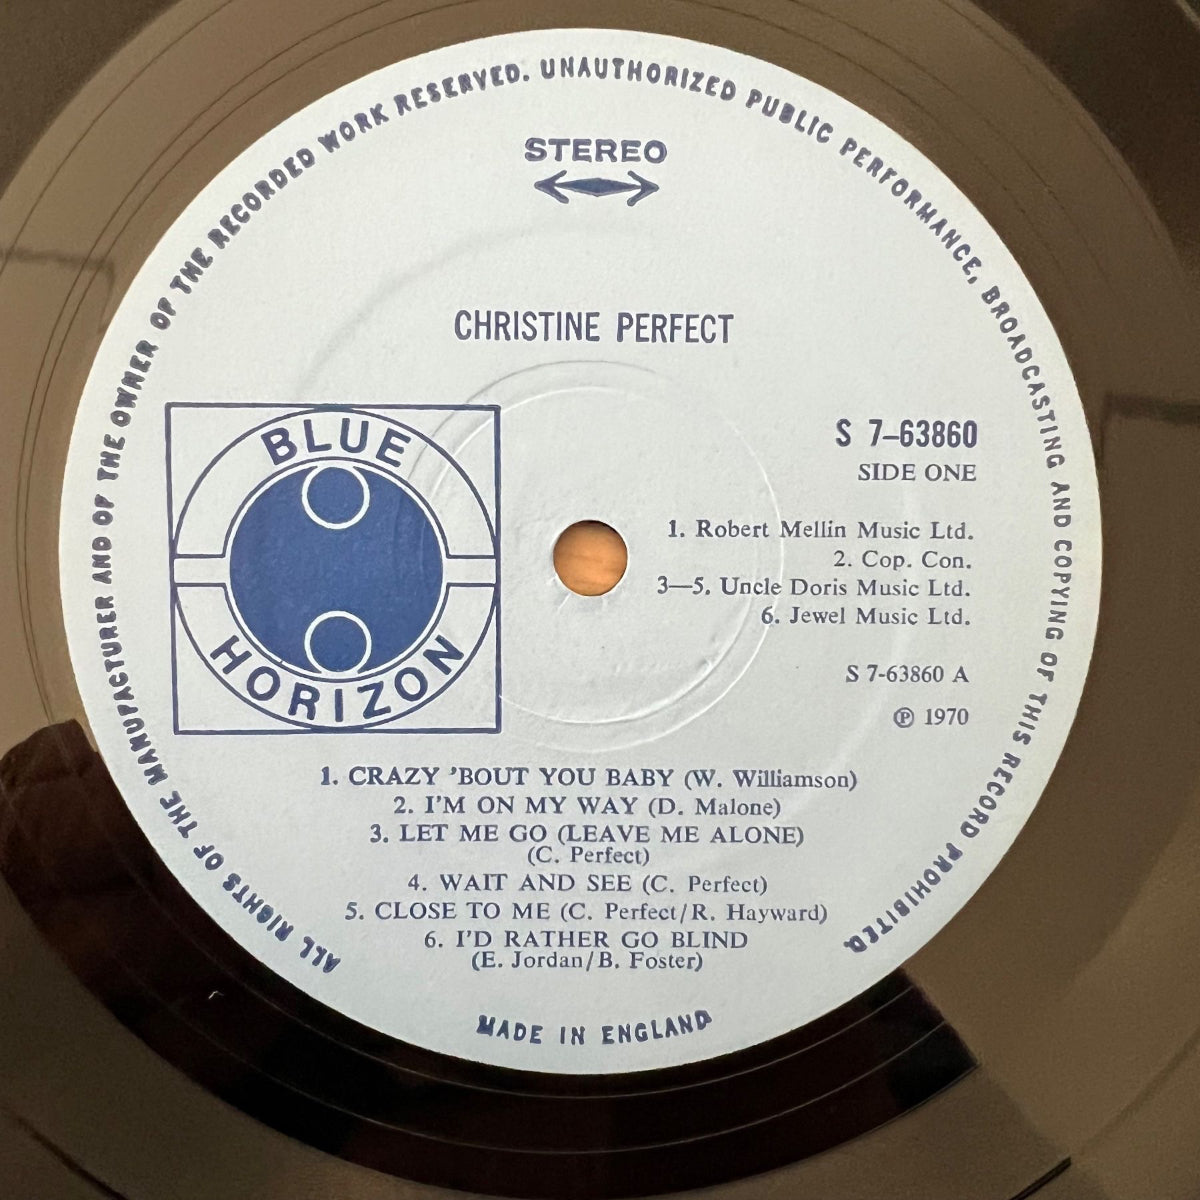 ALL RIGHTS OF THE MANUFACTURER AND OF THE OWNER OF THE RECORDED WORK RESERVED. UNAUTHORIZED PUBLIC PERFORMANCE, BROADCASTING AND COPYING OF THIS RECORD PROHIBITED.
STEREO
CHRISTINE PERFECT
BLUE
HORIZON
S 7–63860
SIDE ONE
1. Robert Mellin Music Ltd.
2. Cop. Con.
3—5. Uncle Doris Music Ltd.
6. Jewel Music Ltd.
S 7-63860 A
℗ 1970
1. CRAZY ’BOUT YOU BABY (W. Williamson)
2. I’M ON MY WAY (D. Malone)
3. LET ME GO (LEAVE ME ALONE)
(C. Perfect)
4. WAIT AND SEE (C. Perfect)
5. CLOSE TO ME (C. Perfect/R. Hayward)
6. I’D RATHER GO BLIND
(E. Jordan/B. Foster)
MADE IN ENGLAND